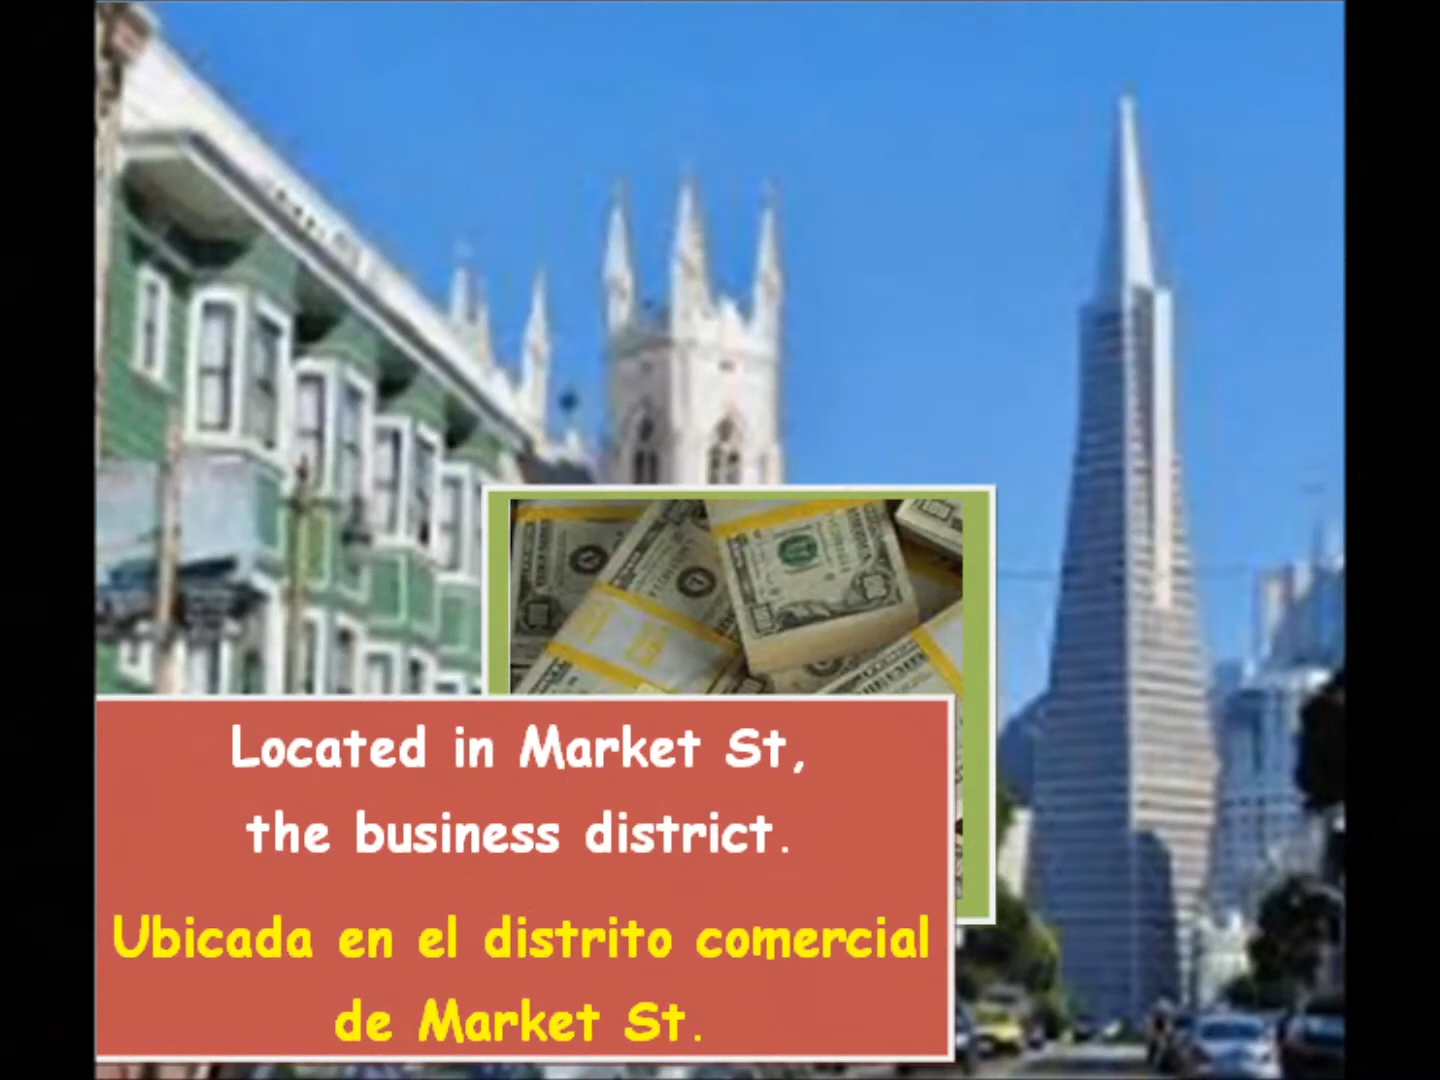 Located in Market St,
the business district.
Ubicada en el distrito comercial
de Market St.